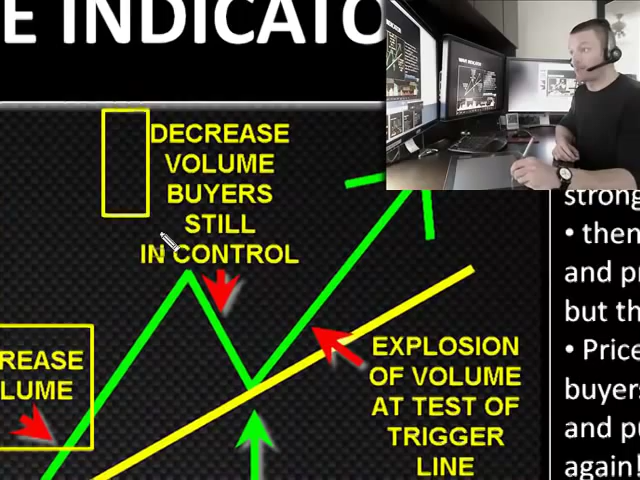 E INDICATO
DECREASE
VOLUME
BUYERS
STILL
IN CONTROL
REASE
LUME
EXPLOSION
OF VOLUME
AT TEST OF
TRIGGER
LINE
strong
• then
and pr
but th
• Price
buyers
and pu
again!